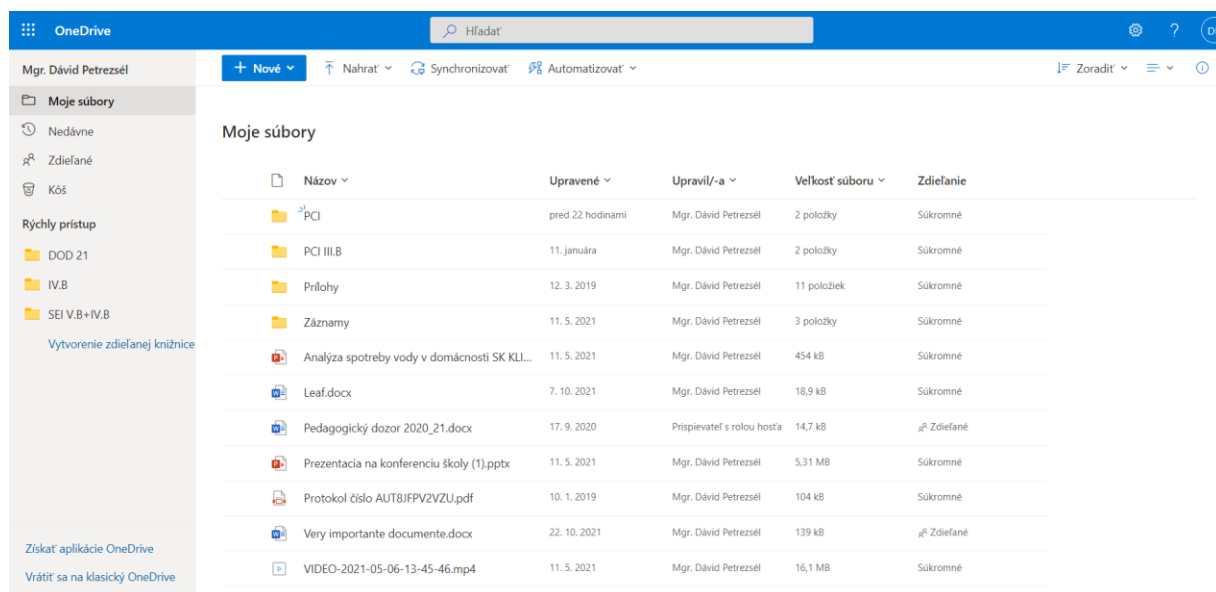 OneDrive
Hľadať
?
Mgr. Dávid Petrezsél
+ Nové
Nahrať
Synchronizovať
Automatizovať
Zoradiť
Moje súbory
Nedávne
Zdieľané
Kôš
Rýchly prístup
DOD 21
IV.B
SEI V.B+IV.B
Vytvorenie zdieľanej knižnice
Získať aplikácie OneDrive
Vrátiť sa na klasický OneDrive
Moje súbory
Názov Upravené Upravil/-a Veľkosť súboru Zdieľanie
PCI pred 22 hodinami Mgr. Dávid Petrezsél 2 položky Súkromné
PCI III.B 11. januára Mgr. Dávid Petrezsél 2 položky Súkromné
Prílohy 12. 3. 2019 Mgr. Dávid Petrezsél 11 položiek Súkromné
Záznamy 11. 5. 2021 Mgr. Dávid Petrezsél 3 položky Súkromné
Analýza spotreby vody v domácnosti SK KLI... 11. 5. 2021 Mgr. Dávid Petrezsél 454 kB Súkromné
Leaf.docx 7. 10. 2021 Mgr. Dávid Petrezsél 18,9 kB Súkromné
Pedagogický dozor 2020_21.docx 17. 9. 2020 Prispievateľ s rolou hosťa 14,7 kB Zdieľané
Prezentacia na konferenciu školy (1).pptx 11. 5. 2021 Mgr. Dávid Petrezsél 5,31 MB Súkromné
Protokol číslo AUT8JFPV2VZU.pdf 10. 1. 2019 Mgr. Dávid Petrezsél 104 kB Súkromné
Very importante documente.docx 22. 10. 2021 Mgr. Dávid Petrezsél 139 kB Zdieľané
VIDEO-2021-05-06-13-45-46.mp4 11. 5. 2021 Mgr. Dávid Petrezsél 16,1 MB Súkromné